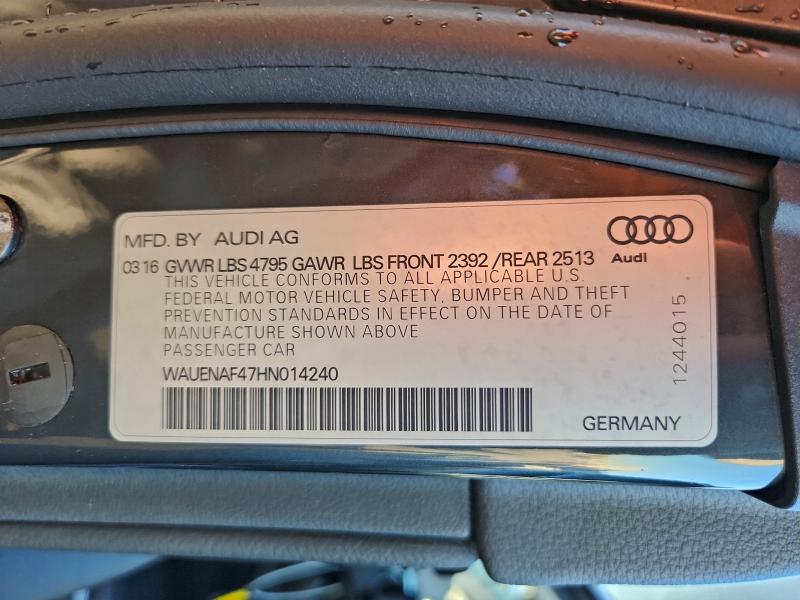 MFD. BY AUDI AG
Audi
03 16 GVWR LBS 4795 GAWR LBS FRONT 2392 /REAR 2513
THIS VEHICLE CONFORMS TO ALL APPLICABLE U.S.
FEDERAL MOTOR VEHICLE SAFETY, BUMPER AND THEFT
PREVENTION STANDARDS IN EFFECT ON THE DATE OF
MANUFACTURE SHOWN ABOVE
PASSENGER CAR
WAUENAF47HN014240
GERMANY
1244015